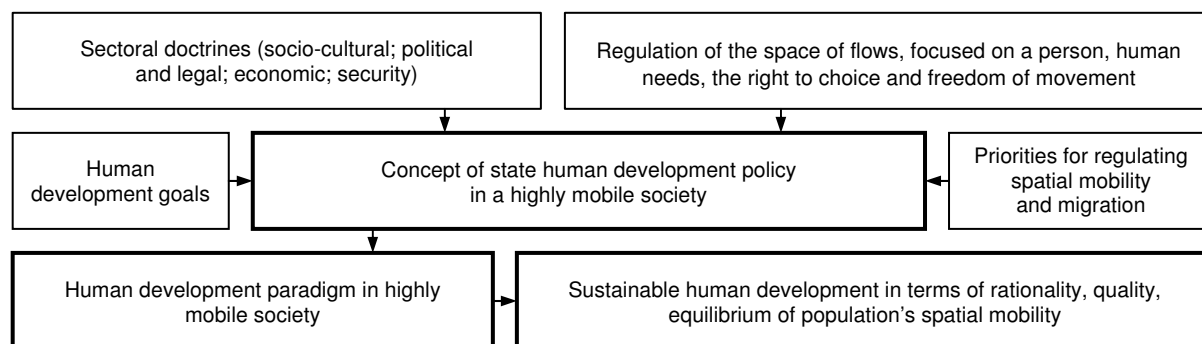 Sectoral doctrines (socio-cultural; political
and legal; economic; security)
Regulation of the space of flows, focused on a person, human
needs, the right to choice and freedom of movement
Human
development goals
Concept of state human development policy
in a highly mobile society
Priorities for regulating
spatial mobility
and migration
Human development paradigm in highly
mobile society
Sustainable human development in terms of rationality, quality,
equilibrium of population’s spatial mobility